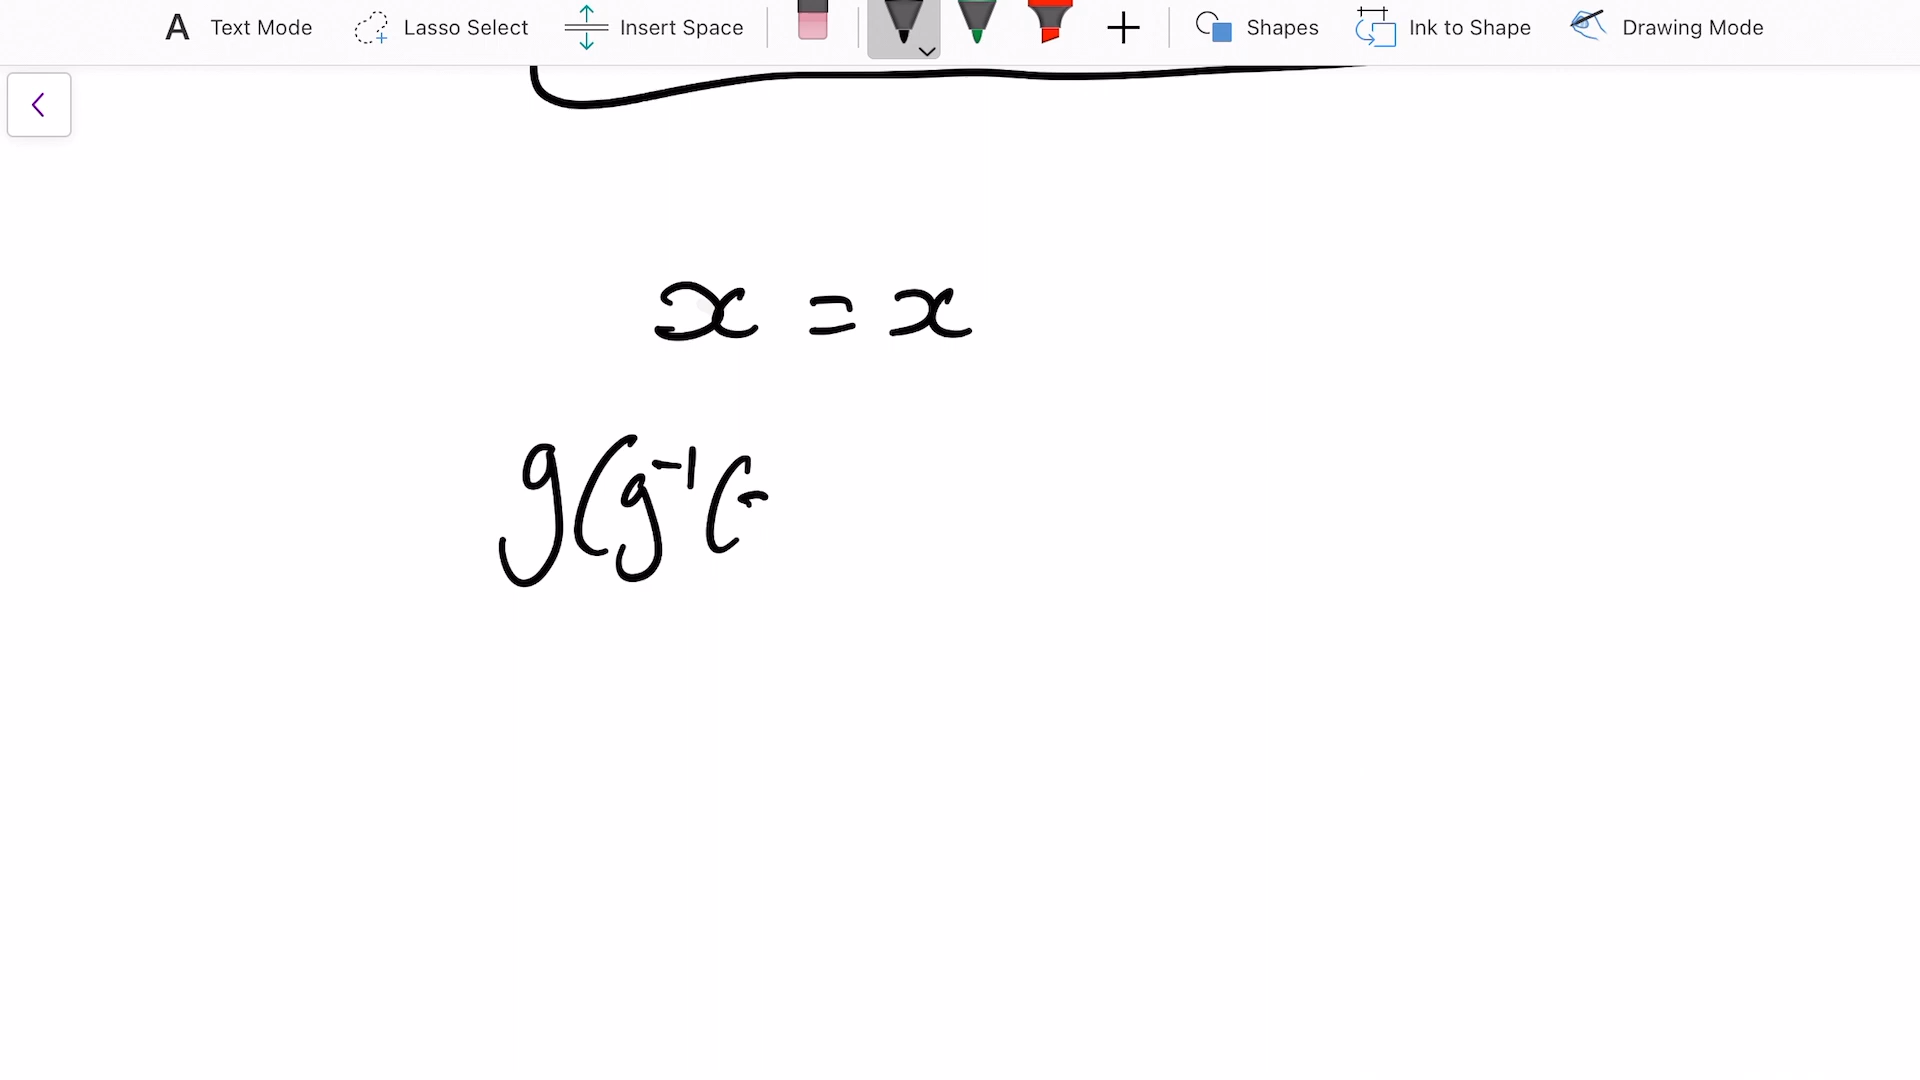 A Text Mode Lasso Select Insert Space Shapes Ink to Shape Drawing Mode
x = x
g(g⁻¹(